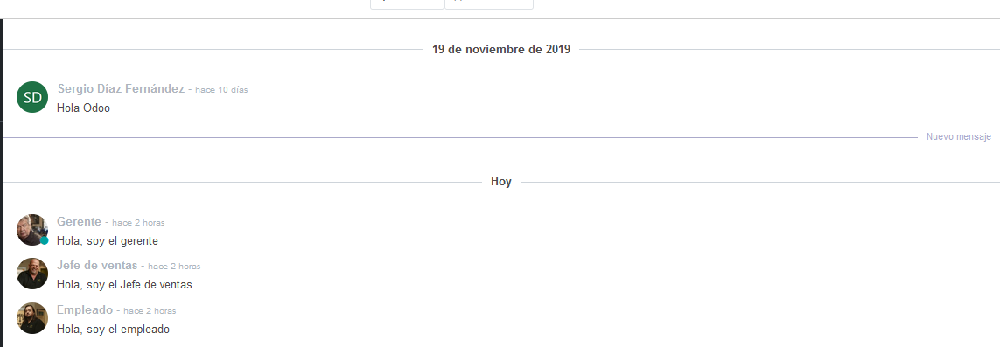 19 de noviembre de 2019
SD
Sergio Díaz Fernández - hace 10 días
Hola Odoo
Nuevo mensaje
Hoy
Gerente - hace 2 horas
Hola, soy el gerente
Jefe de ventas - hace 2 horas
Hola, soy el Jefe de ventas
Empleado - hace 2 horas
Hola, soy el empleado